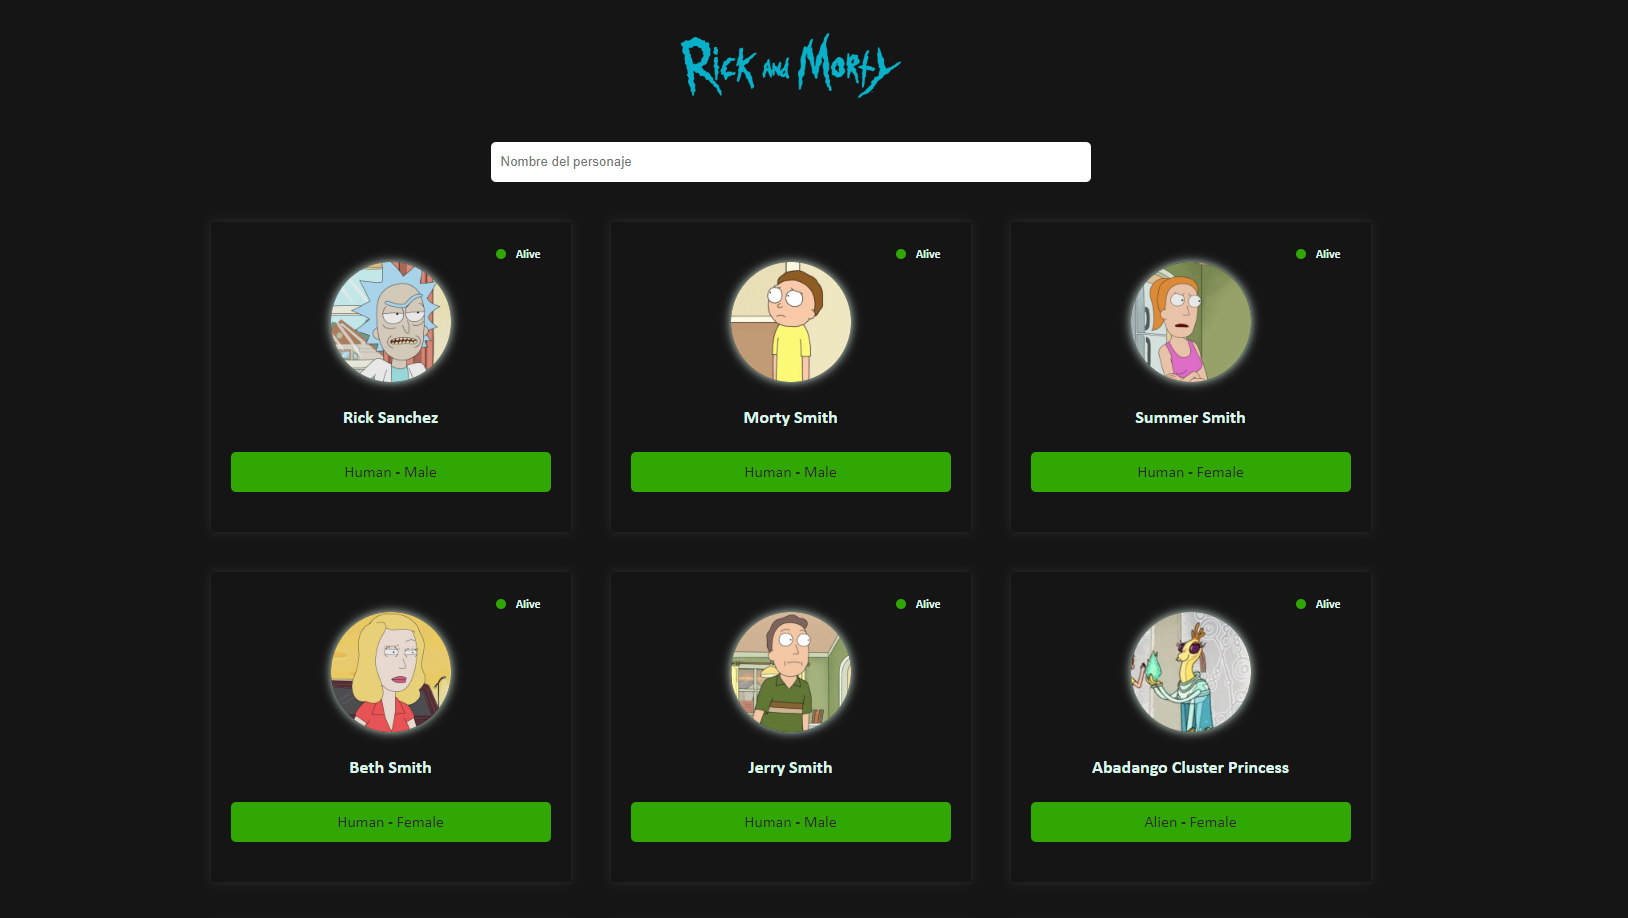 Rick and Morty
Nombre del personaje
Alive
Rick Sanchez
Human - Male
Alive
Morty Smith
Human - Male
Alive
Summer Smith
Human - Female
Alive
Beth Smith
Human - Female
Alive
Jerry Smith
Human - Male
Alive
Abadango Cluster Princess
Alien - Female